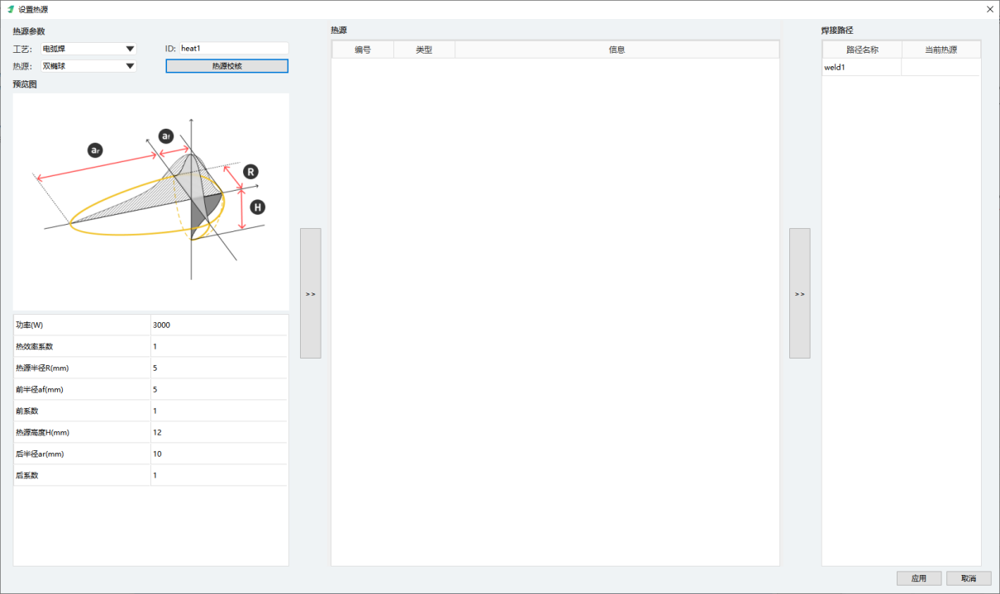 设置热源
热源参数
工艺: 电弧焊 ID: heat1
热源: 双椭球 热源校核
预览图
ar
af
R
H
功率(W) 3000
热效率系数 1
热源半径R(mm) 5
前半径af(mm) 5
前系数 1
热源高度H(mm) 12
后半径ar(mm) 10
后系数 1
>>
热源
编号 类型 信息
>>
焊接路径
路径名称 当前热源
weld1
应用 取消